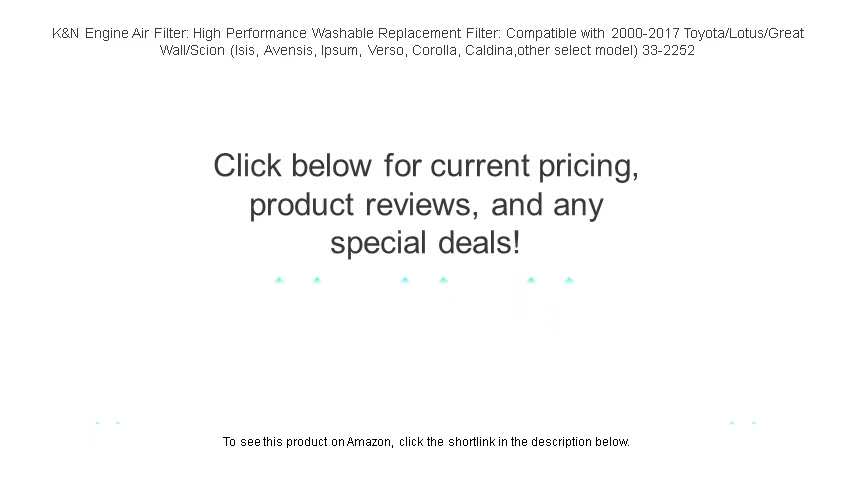 K&N Engine Air Filter: High Performance Washable Replacement Filter: Compatible with 2000-2017 Toyota/Lotus/Great
Wall/Scion (Isis, Avensis, Ipsum, Verso, Corolla, Caldina,other select model) 33-2252
Click below for current pricing,
product reviews, and any
special deals!
To see this product on Amazon, click the shortlink in the description below.